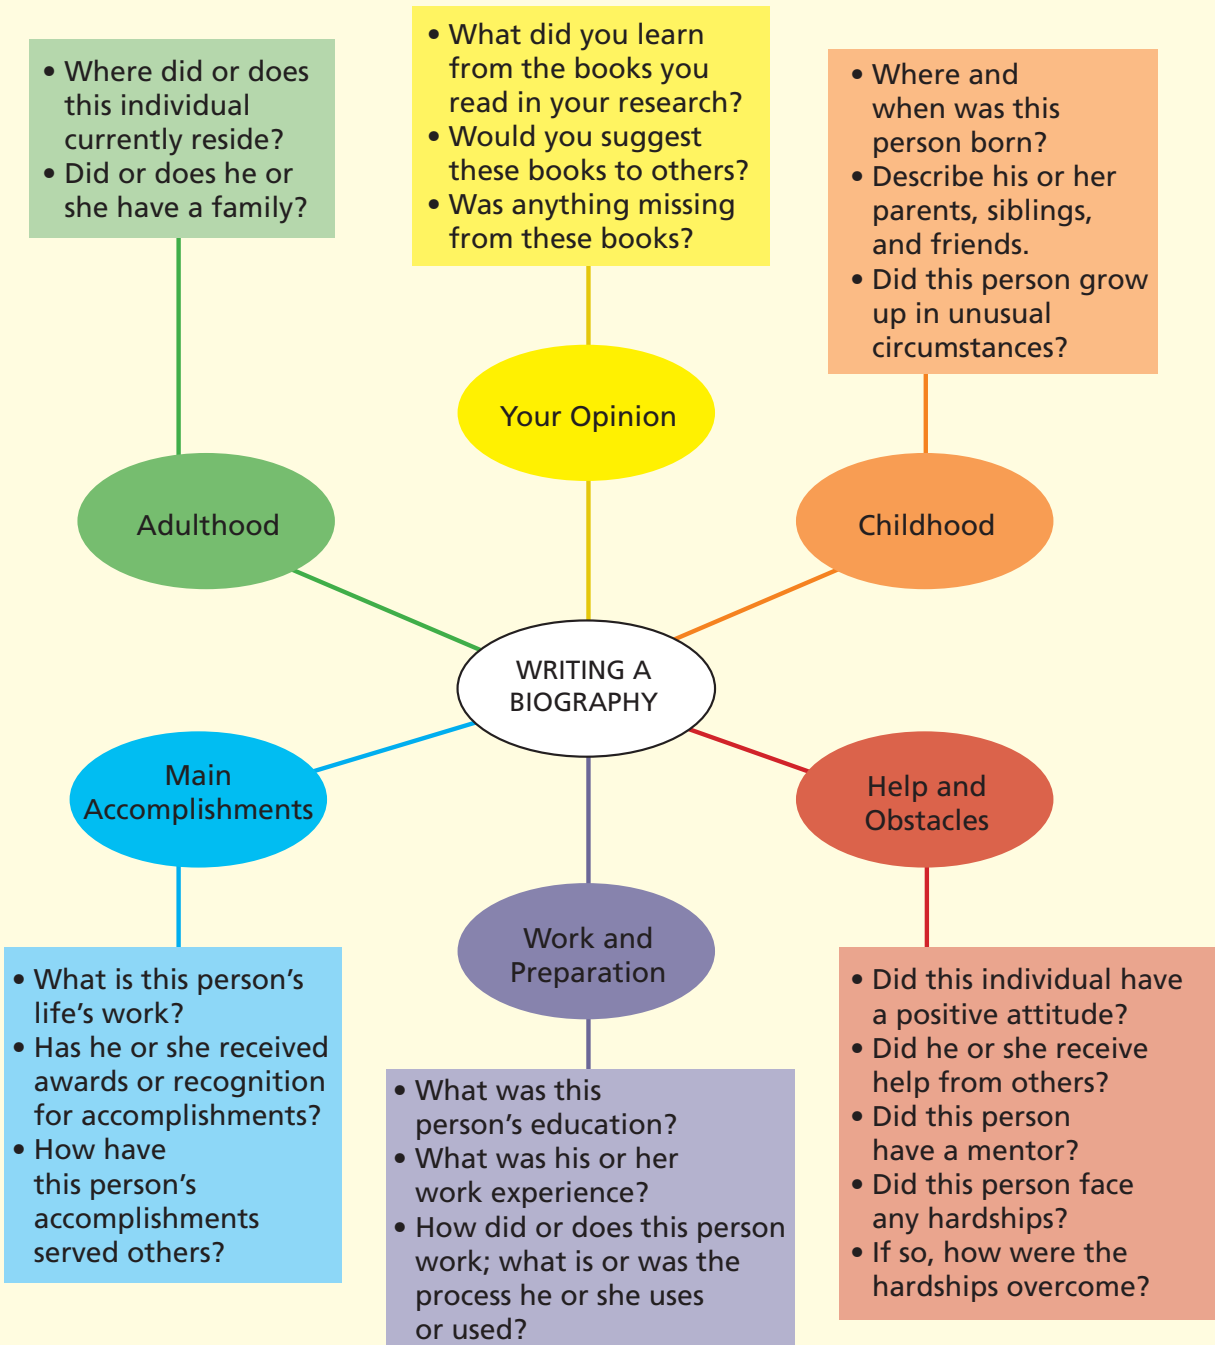 • What did you learn
from the books you
read in your research?
• Would you suggest
these books to others?
• Was anything missing
from these books?
• Where did or does
this individual
currently reside?
• Did or does he or
she have a family?
• Where and
when was this
person born?
• Describe his or her
parents, siblings,
and friends.
• Did this person grow
up in unusual
circumstances?
Your Opinion
Adulthood
Childhood
WRITING A
BIOGRAPHY
Main
Accomplishments
Help and
Obstacles
Work and
Preparation
• What is this person’s
life’s work?
• Has he or she received
awards or recognition
for accomplishments?
• How have
this person’s
accomplishments
served others?
• What was this
person’s education?
• What was his or her
work experience?
• How did or does this person
work; what is or was the
process he or she uses
or used?
• Did this individual have
a positive attitude?
• Did he or she receive
help from others?
• Did this person
have a mentor?
• Did this person face
any hardships?
• If so, how were the
hardships overcome?